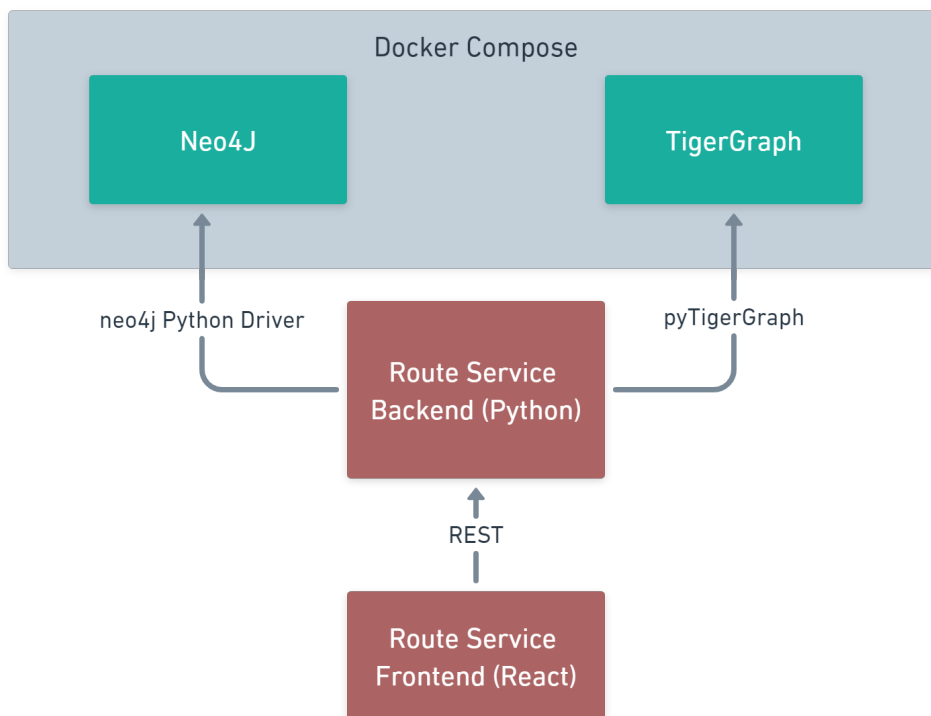 Docker Compose
Neo4J
TigerGraph
neo4j Python Driver
pyTigerGraph
Route Service
Backend (Python)
REST
Route Service
Frontend (React)